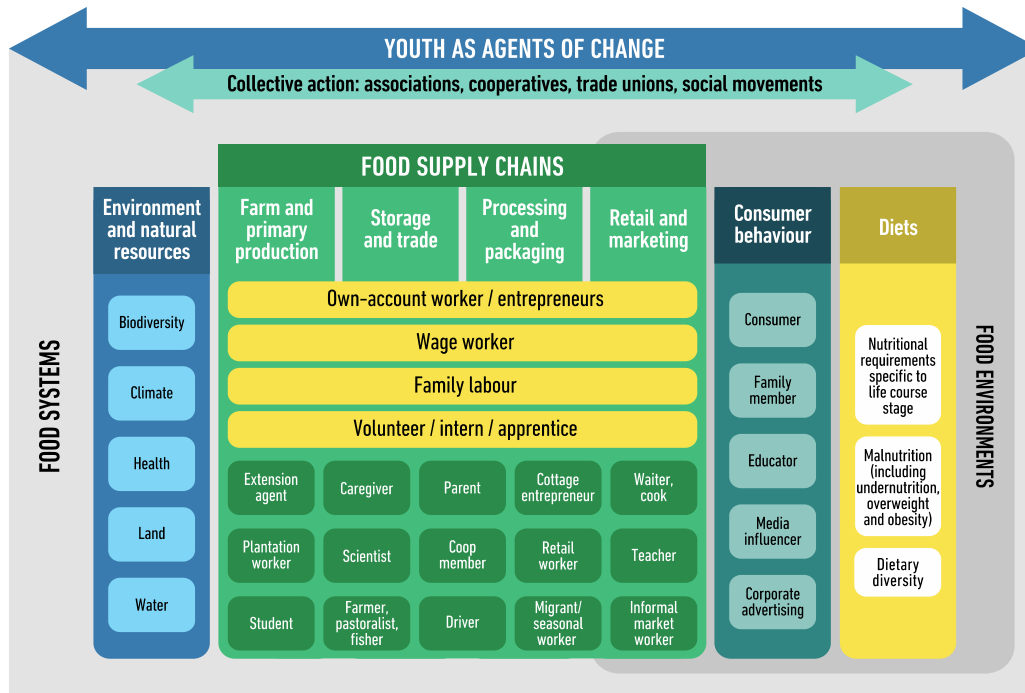 YOUTH AS AGENTS OF CHANGE
Collective action: associations, cooperatives, trade unions, social movements
FOOD SYSTEMS
Environment
and natural
resources
Biodiversity
Climate
Health
Land
Water
FOOD SUPPLY CHAINS
Farm and
primary
production
Storage
and trade
Processing
and
packaging
Retail and
marketing
Own-account worker / entrepreneurs
Wage worker
Family labour
Volunteer / intern / apprentice
Extension
agent
Caregiver
Parent
Cottage
entrepreneur
Waiter,
cook
Plantation
worker
Scientist
Coop
member
Retail
worker
Teacher
Student
Farmer,
pastoralist,
fisher
Driver
Migrant/
seasonal
worker
Informal
market
worker
Consumer
behaviour
Consumer
Family
member
Educator
Media
influencer
Corporate
advertising
Diets
Nutritional
requirements
specific to
life course
stage
Malnutrition
(including
undernutrition,
overweight
and obesity)
Dietary
diversity
FOOD ENVIRONMENTS